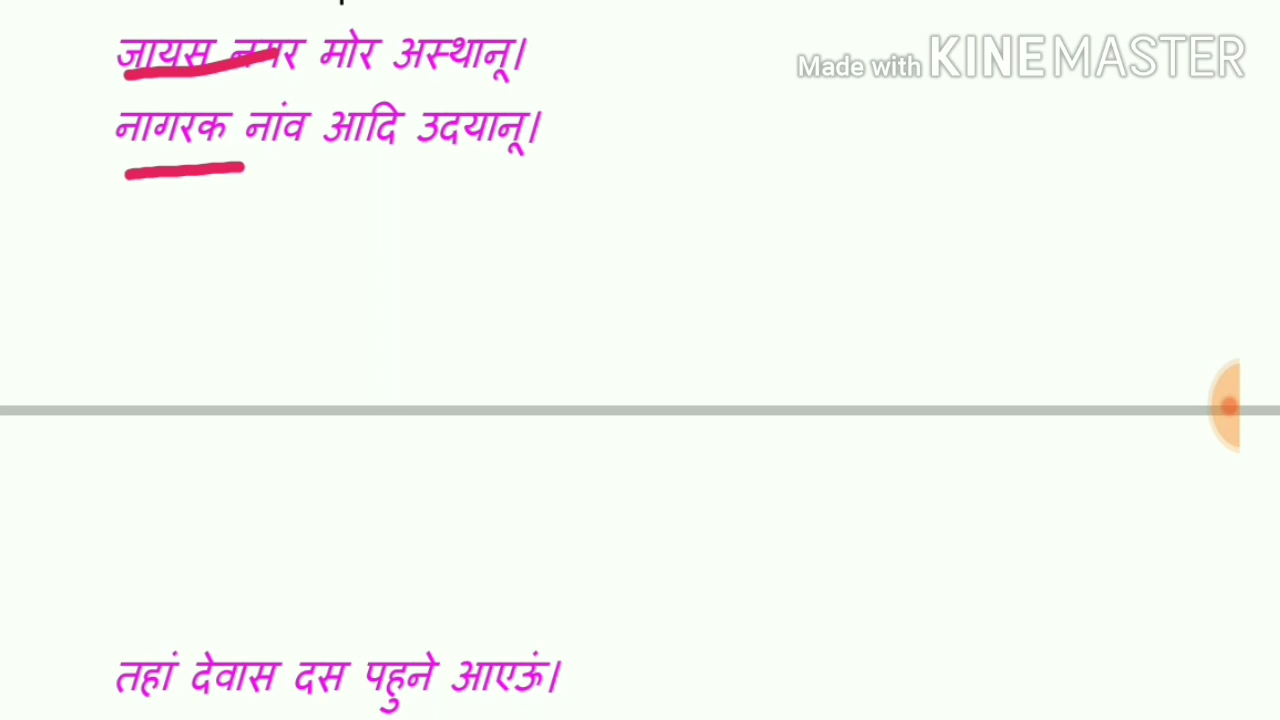 जायस नगर मोर अस्थानू।
Made with KINEMASTER
नागरक नांव आदि उदयानू।
तहां देवास दस पहुने आएऊं।